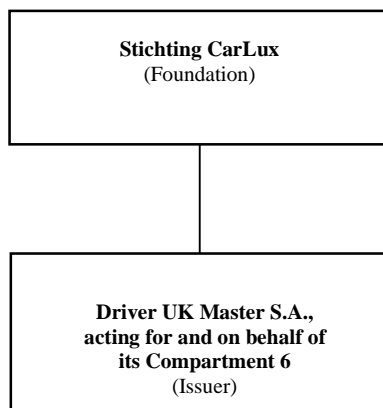 Stichting CarLux
(Foundation)
Driver UK Master S.A.,
acting for and on behalf of
its Compartment 6
(Issuer)